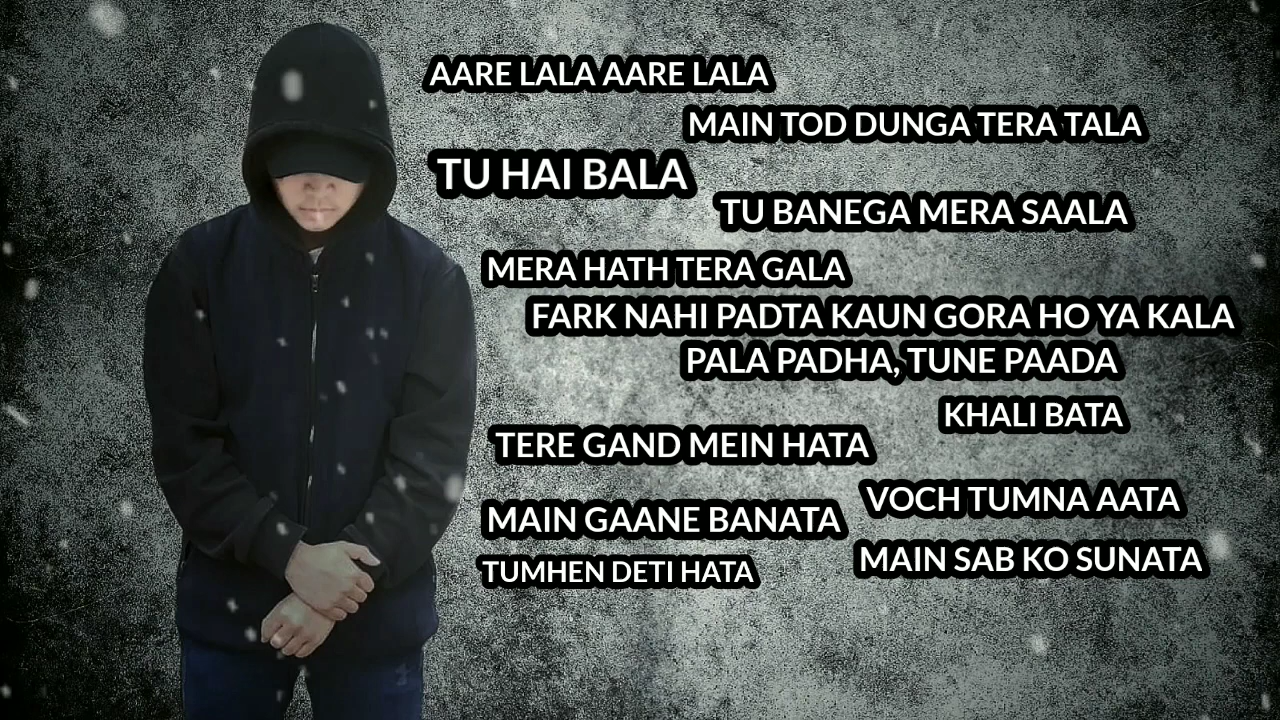 AARE LALA AARE LALA
MAIN TOD DUNGA TERA TALA
TU HAI BALA
TU BANEGA MERA SAALA
MERA HATH TERA GALA
FARK NAHI PADTA KAUN GORA HO YA KALA
PALA PADHA, TUNE PAADA
KHALI BATA
TERE GAND MEIN HATA
VOCH TUMNA AATA
MAIN GAANE BANATA
MAIN SAB KO SUNATA
TUMHEN DETI HATA